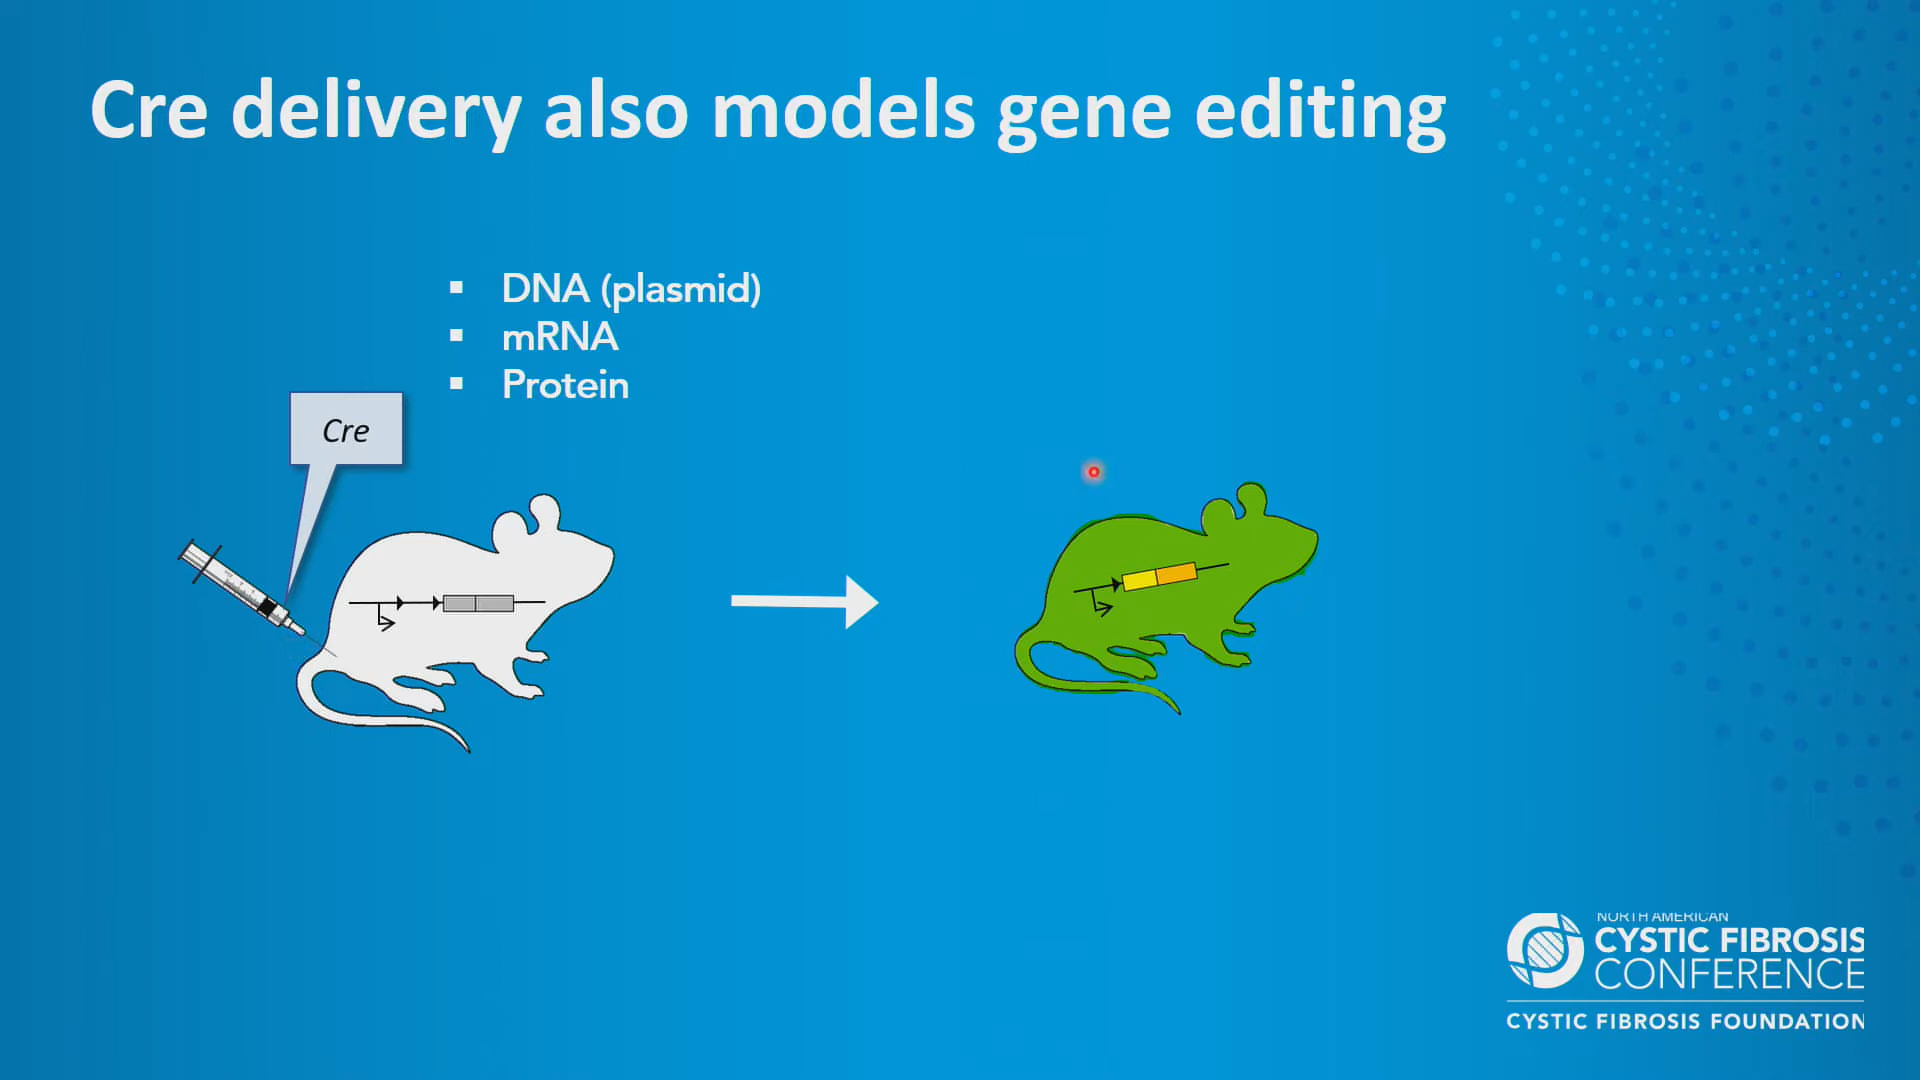 Cre delivery also models gene editing
DNA (plasmid)
mRNA
Protein
Cre
NORTH AMERICAN
CYSTIC FIBROSIS
CONFERENCE
CYSTIC FIBROSIS FOUNDATION